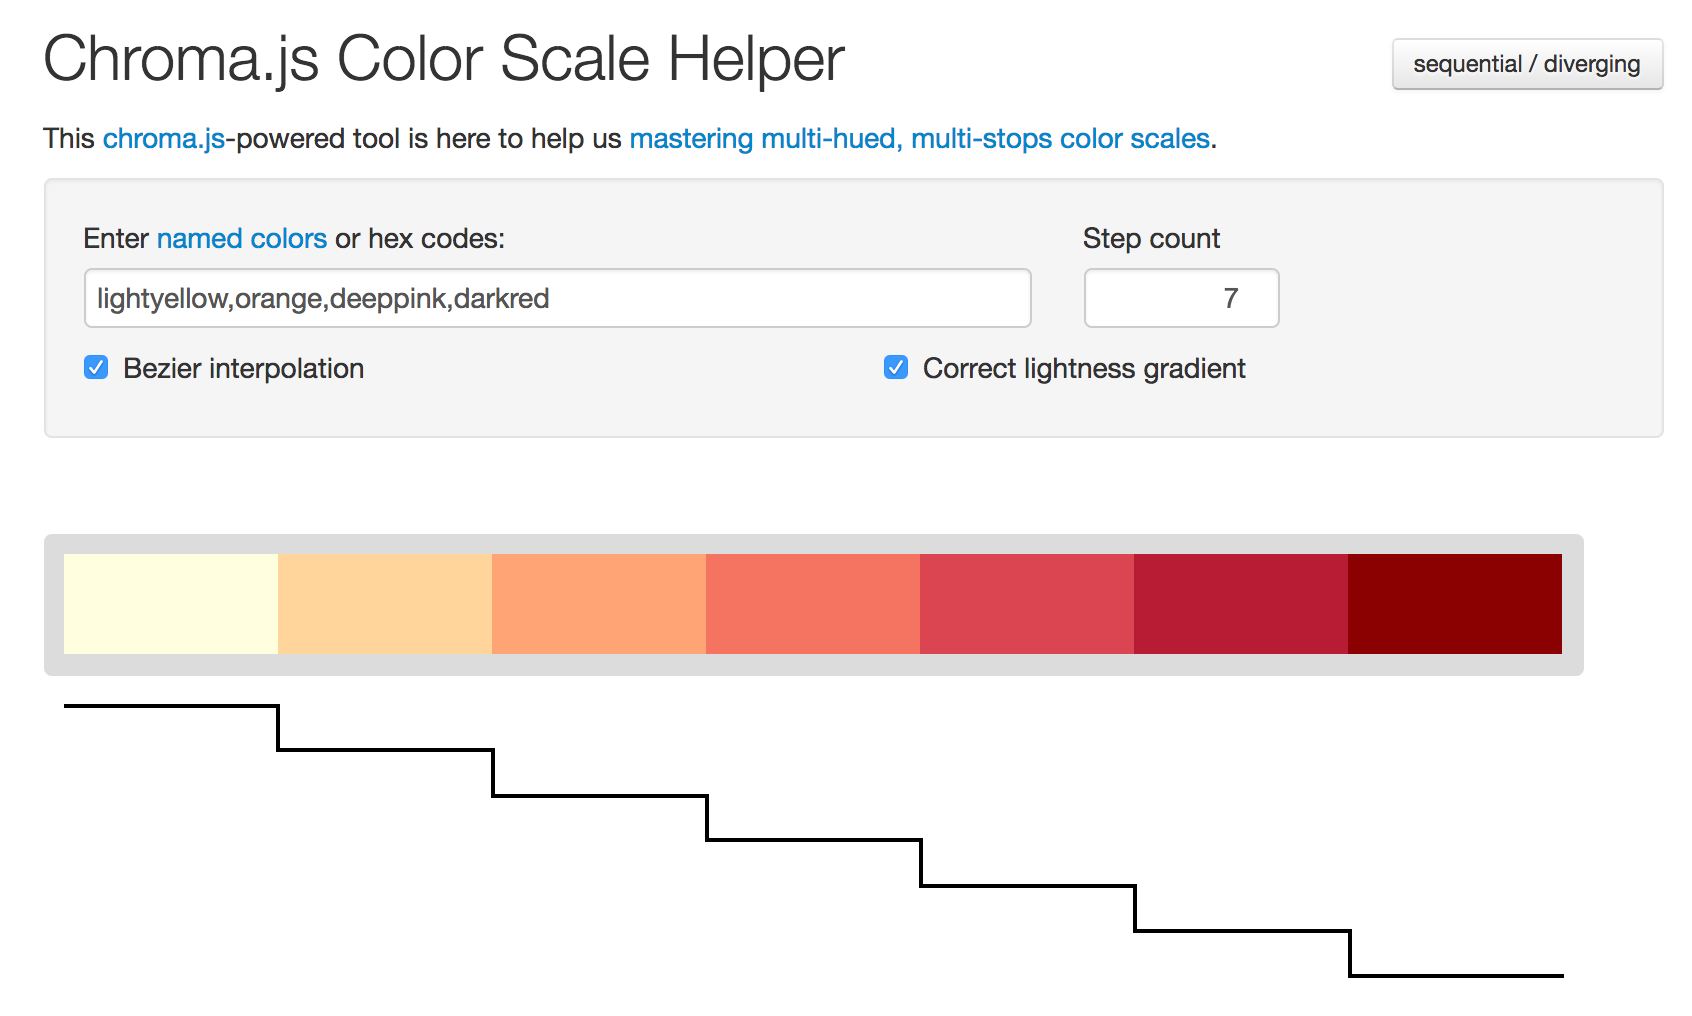 Chroma.js Color Scale Helper
sequential / diverging
This chroma.js-powered tool is here to help us mastering multi-hued, multi-stops color scales.
Enter named colors or hex codes:
Step count
lightyellow,orange,deeppink,darkred
7
Bezier interpolation
Correct lightness gradient